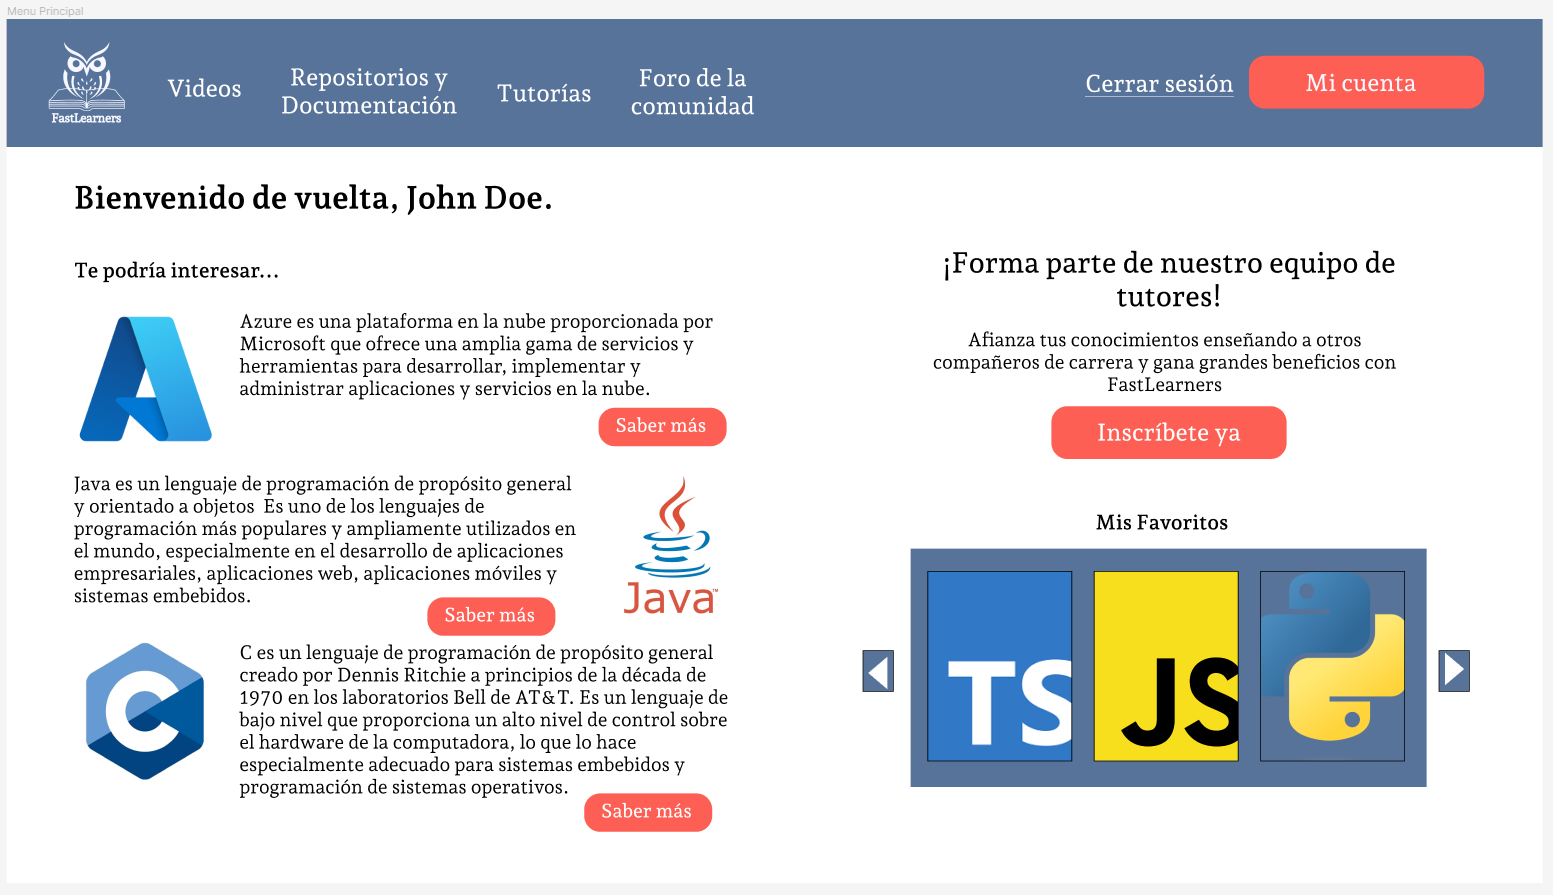 Menu Principal
FastLearners
Videos
Repositorios y
Documentación
Tutorías
Foro de la
comunidad
Cerrar sesión
Mi cuenta
Bienvenido de vuelta, John Doe.
Te podría interesar...
Azure es una plataforma en la nube proporcionada por
Microsoft que ofrece una amplia gama de servicios y
herramientas para desarrollar, implementar y
administrar aplicaciones y servicios en la nube.
Saber más
Java es un lenguaje de programación de propósito general
y orientado a objetos  Es uno de los lenguajes de
programación más populares y ampliamente utilizados en
el mundo, especialmente en el desarrollo de aplicaciones
empresariales, aplicaciones web, aplicaciones móviles y
sistemas embebidos.
Saber más
Java™
C
C es un lenguaje de programación de propósito general
creado por Dennis Ritchie a principios de la década de
1970 en los laboratorios Bell de AT&T. Es un lenguaje de
bajo nivel que proporciona un alto nivel de control sobre
el hardware de la computadora, lo que lo hace
especialmente adecuado para sistemas embebidos y
programación de sistemas operativos.
Saber más
¡Forma parte de nuestro equipo de
tutores!
Afianza tus conocimientos enseñando a otros
compañeros de carrera y gana grandes beneficios con
FastLearners
Inscríbete ya
Mis Favoritos
TS
JS